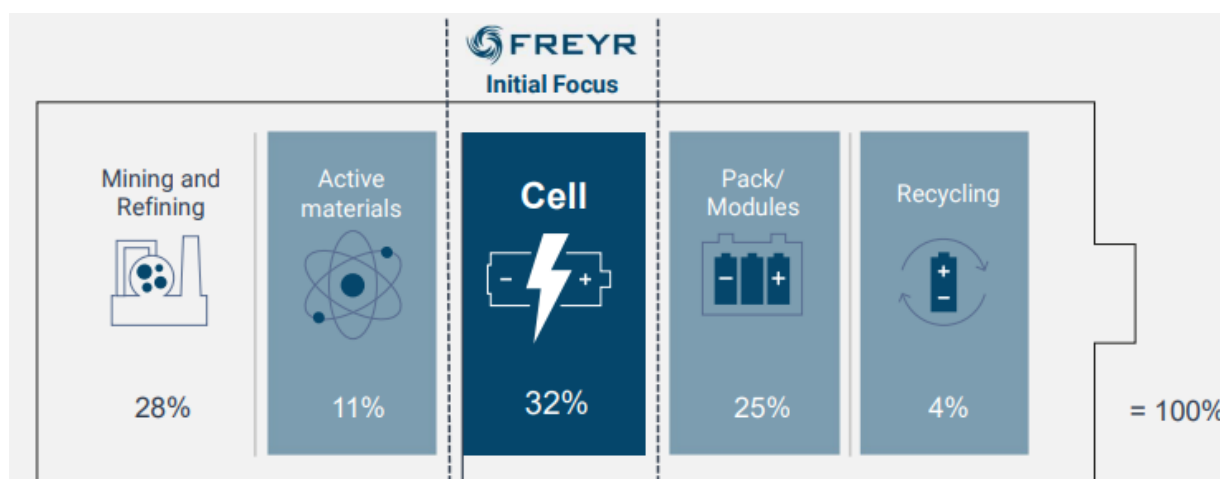 FREYR
Initial Focus
Mining and
Refining
28%
Active
materials
11%
Cell
- +
32%
Pack/
Modules
- +
25%
Recycling
+
-
4%
= 100%